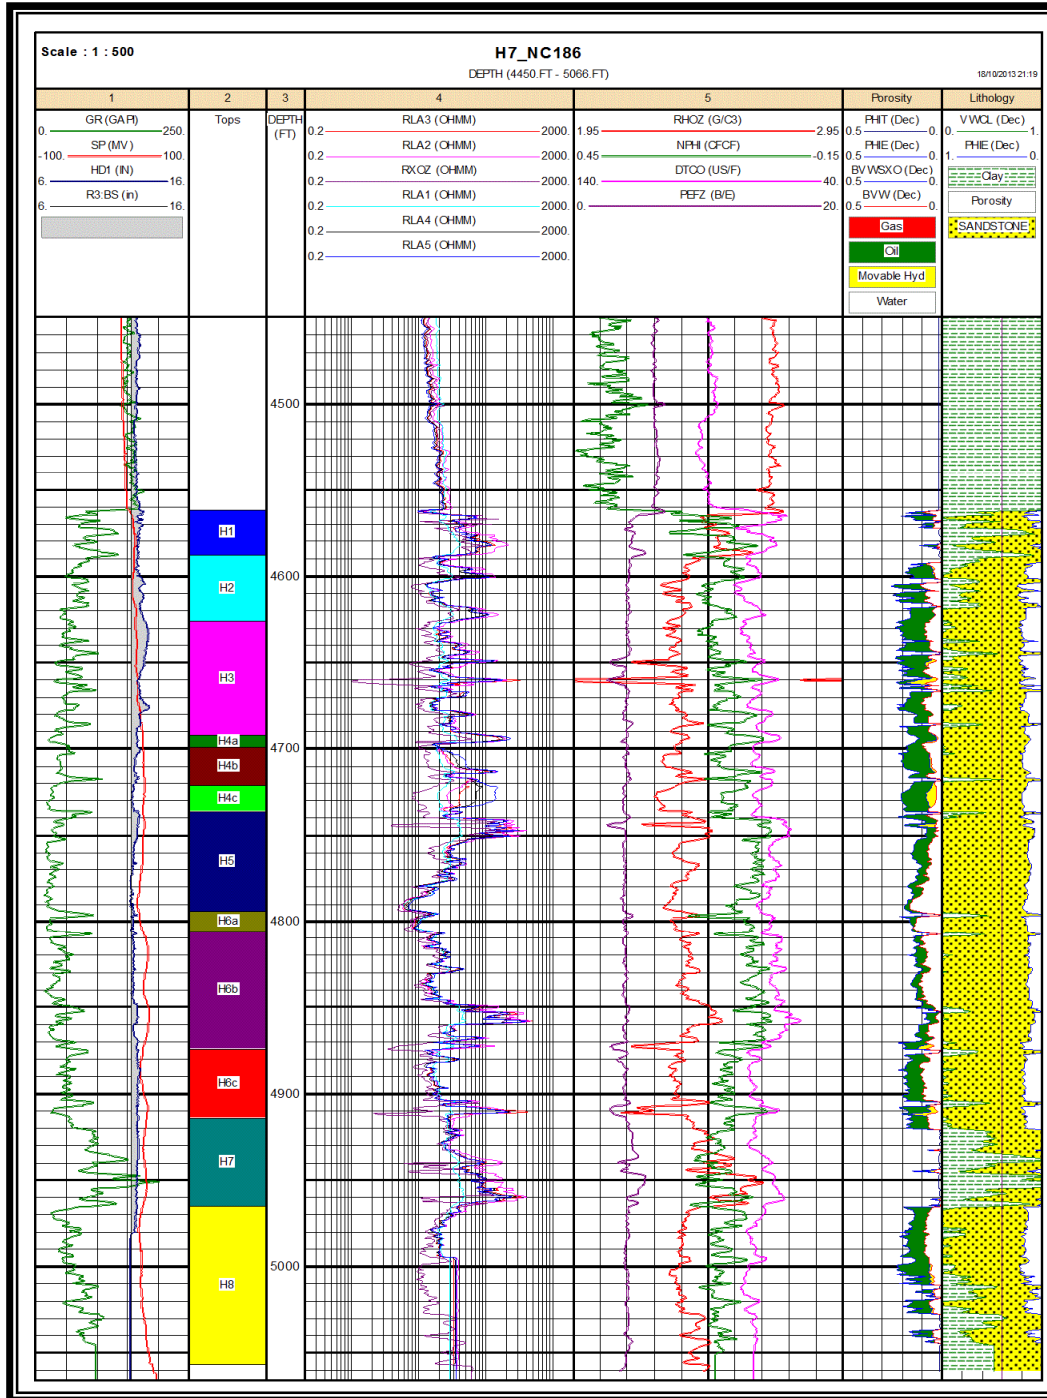 Scale : 1 : 500
H7_NC186
DEPTH (4450.FT - 5066.FT)
18/10/2013 21:19
1 2 3 4 5 Porosity Lithology
GR (GAPI)
0. 250.
SP (MV)
-100. 100.
HD1 (IN)
6. 16.
R3:BS (in)
6. 16.
Tops
DEPTH
(FT)
RLA3 (OHMM)
0.2 2000.
RLA2 (OHMM)
0.2 2000.
RXOZ (OHMM)
0.2 2000.
RLA1 (OHMM)
0.2 2000.
RLA4 (OHMM)
0.2 2000.
RLA5 (OHMM)
0.2 2000.
RHOZ (G/C3)
1.95 2.95
NPHI (CFCF)
0.45 -0.15
DTCO (US/F)
140. 40.
PEFZ (B/E)
0. 20.
PHIT (Dec)
0.5 0.
PHIE (Dec)
0.5 0.
BVWSXO (Dec)
0.5 0.
BVW (Dec)
0.5 0.
Gas
Oil
Movable Hyd
Water
VWCL (Dec)
0. 1.
PHIE (Dec)
1. 0.
Clay
Porosity
SANDSTONE
4500
H1
4600
H2
H3
H4a
4700
H4b
H4c
H5
H6a
4800
H6b
H6c
4900
H7
5000
H8